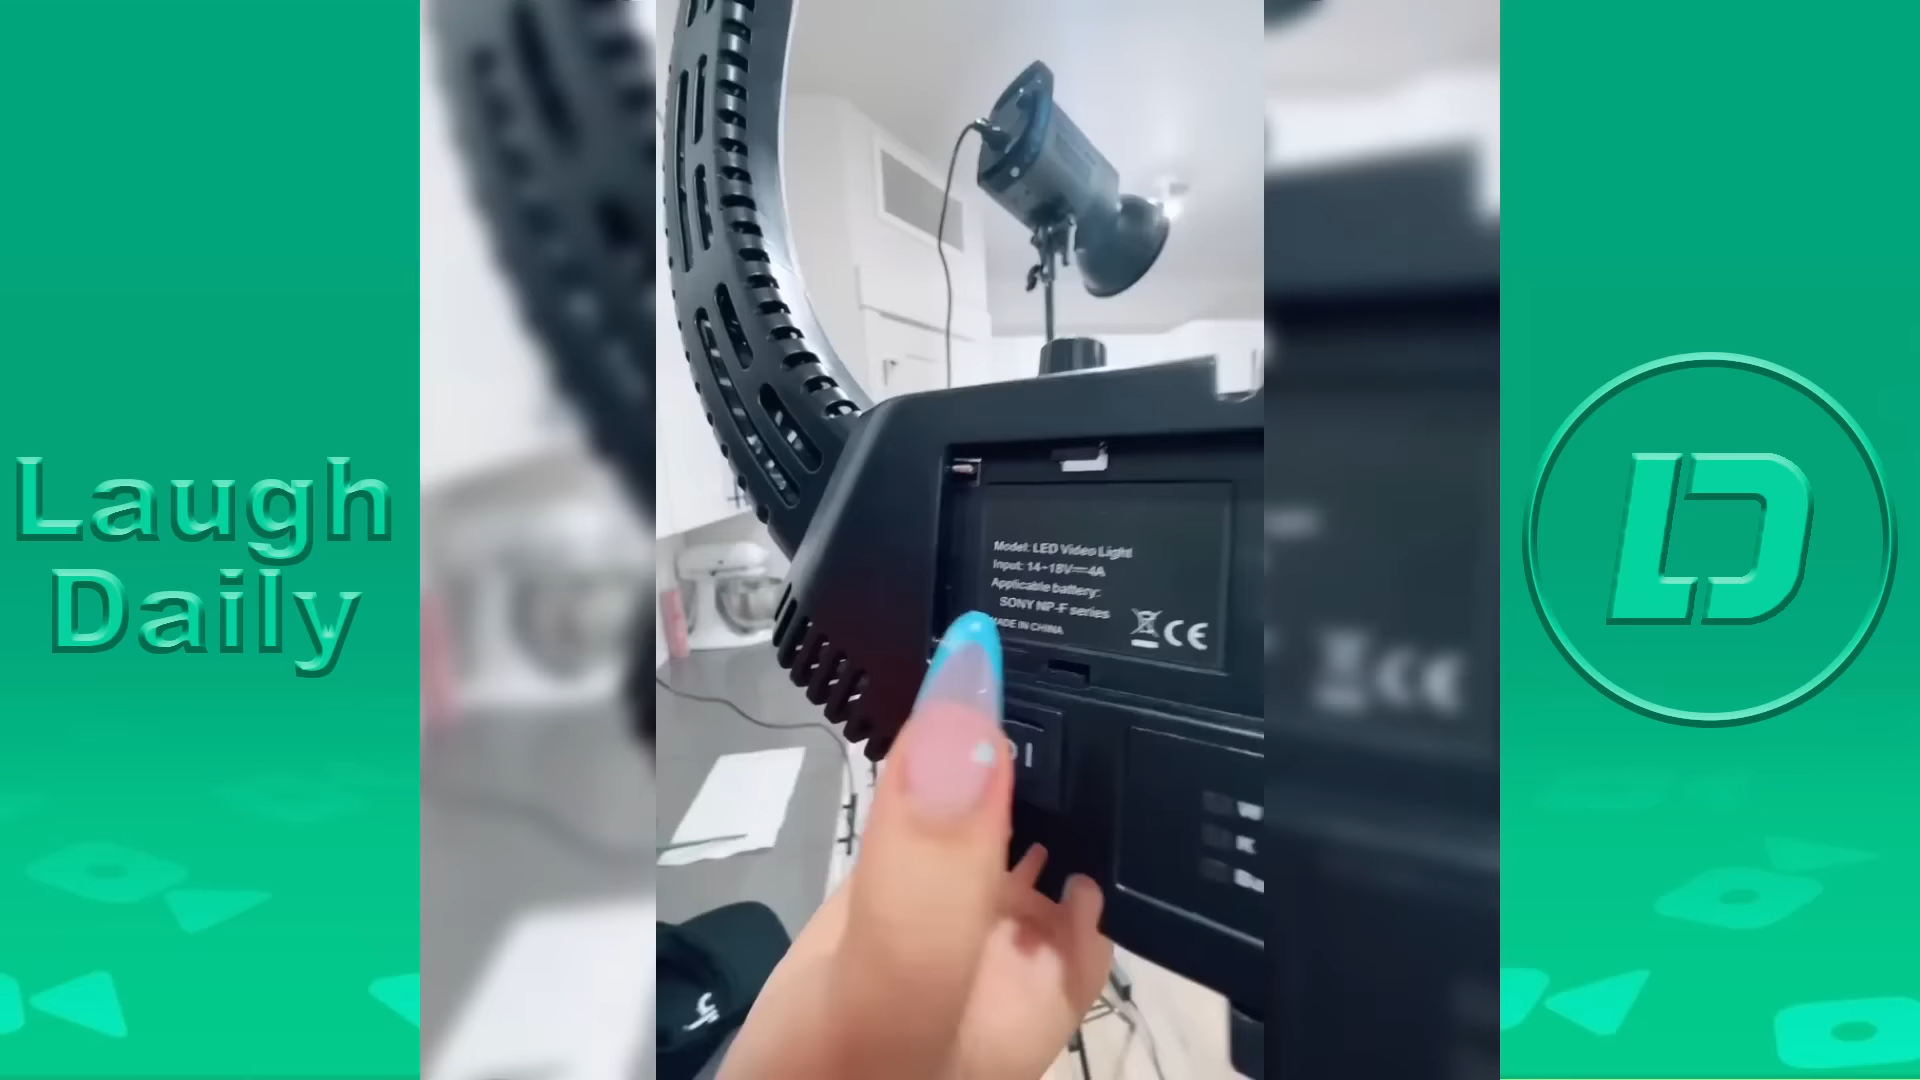 Laugh
Daily
LD
Model: LED Video Light
Input: 14-18V⎓4A
Applicable battery:
SONY NP-F series
MADE IN CHINA
CE